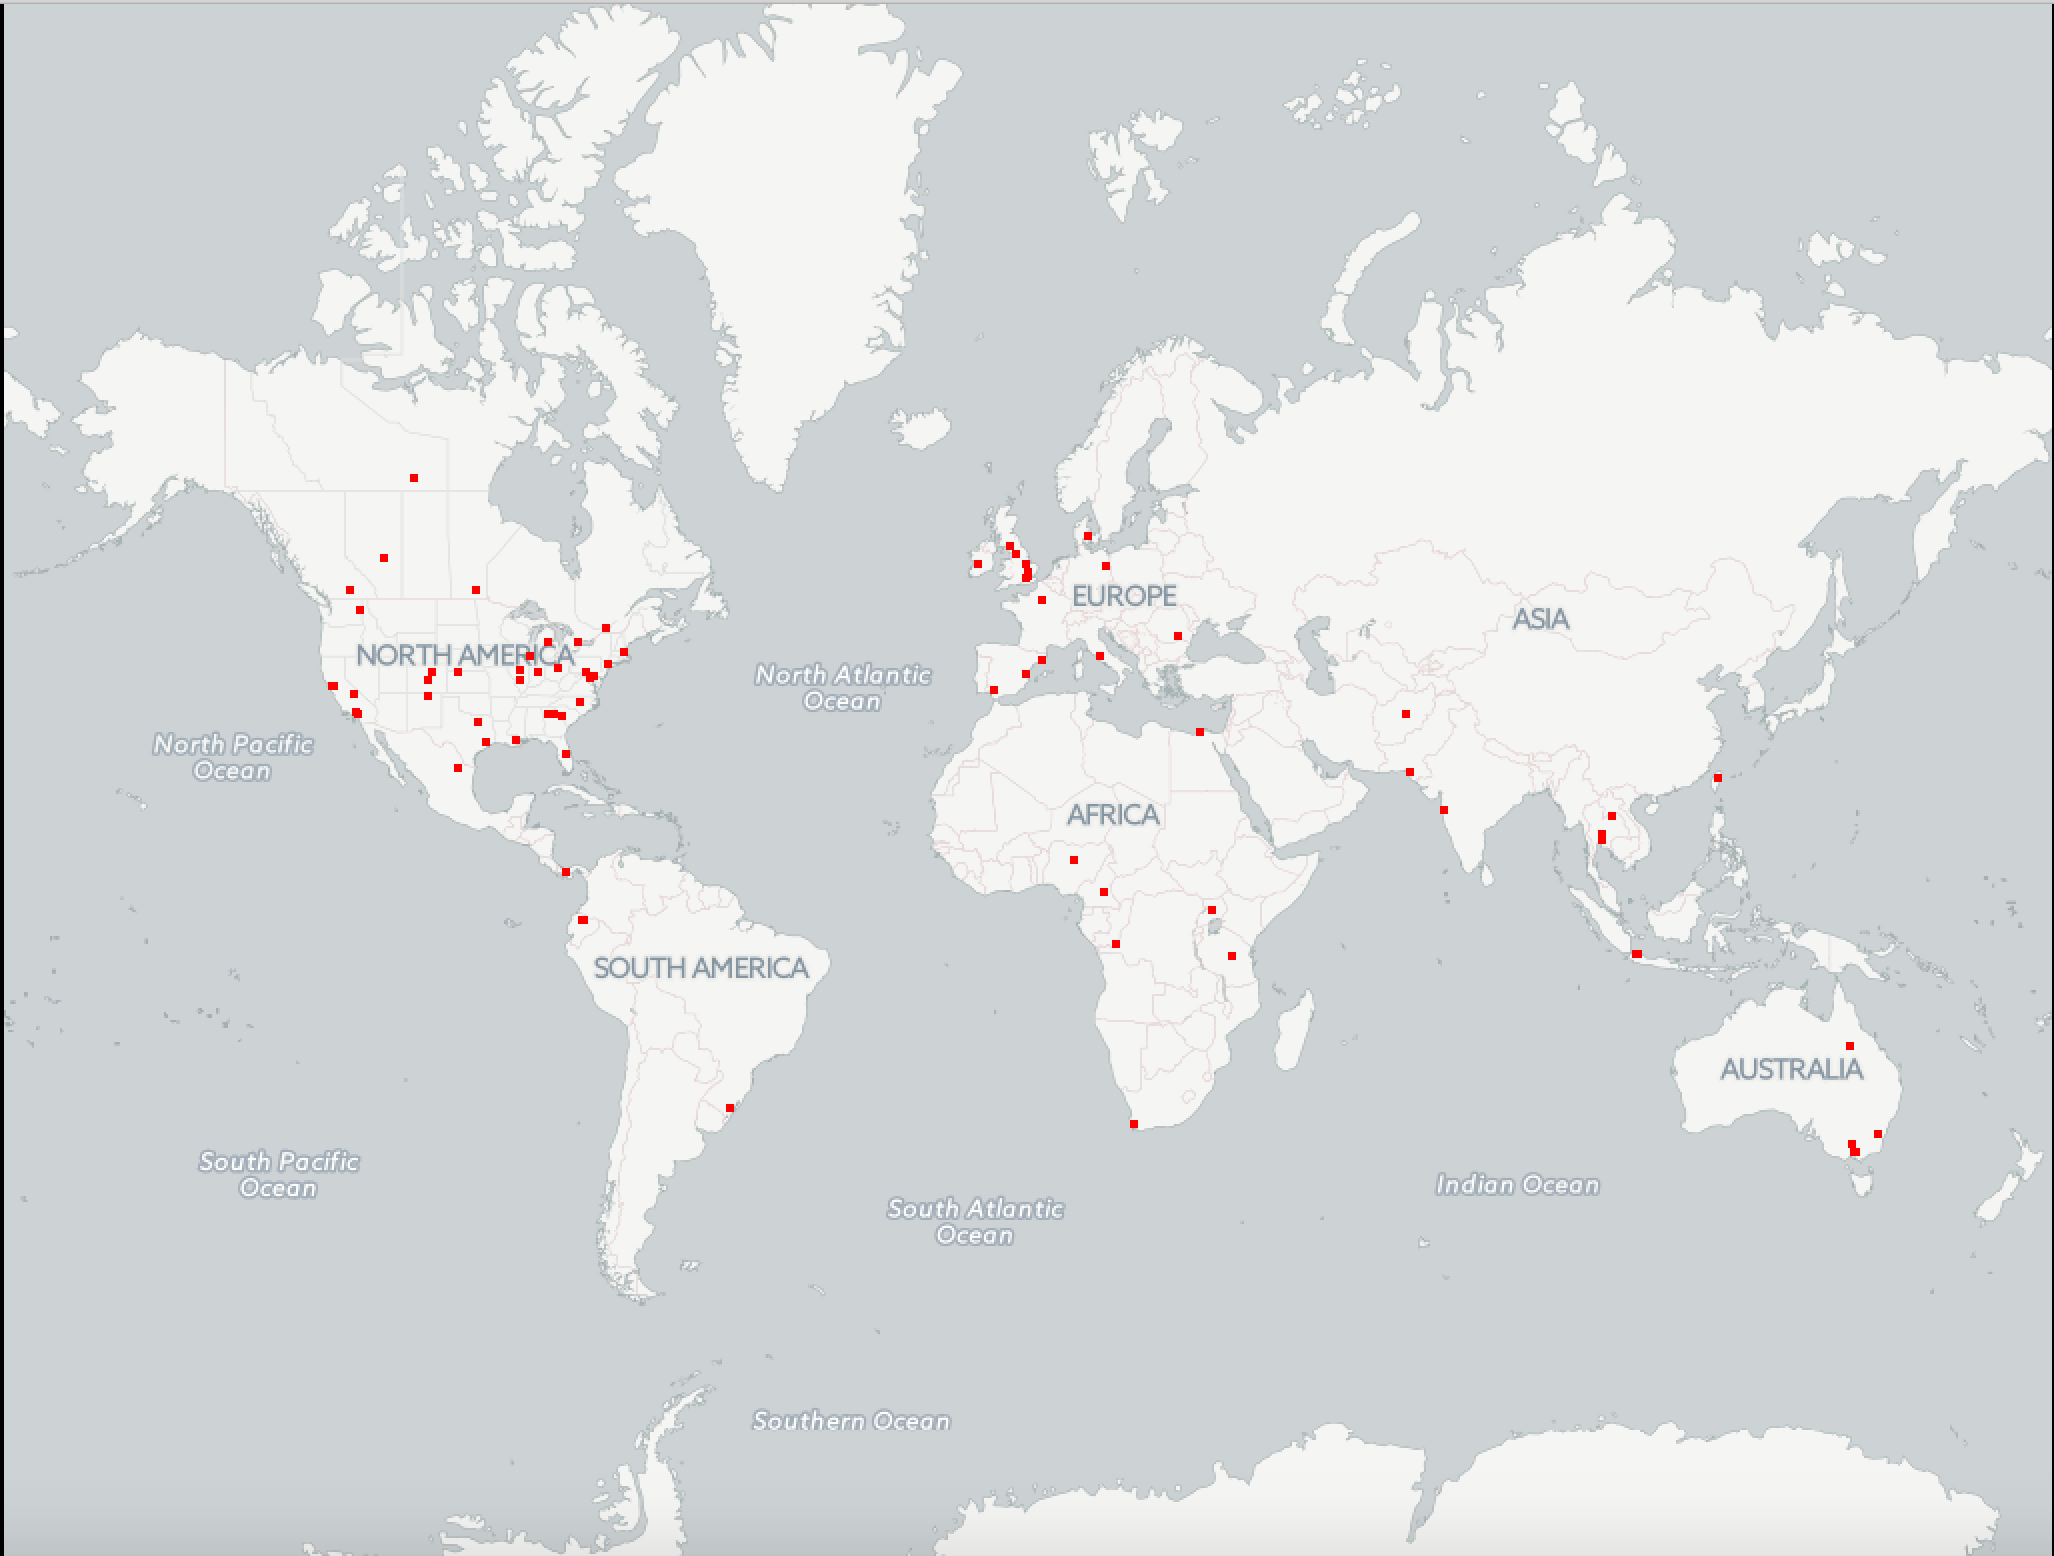 EUROPE
ASIA
NORTH AMERICA
North Atlantic
Ocean
North Pacific
Ocean
AFRICA
SOUTH AMERICA
AUSTRALIA
South Pacific
Ocean
Indian Ocean
South Atlantic
Ocean
Southern Ocean